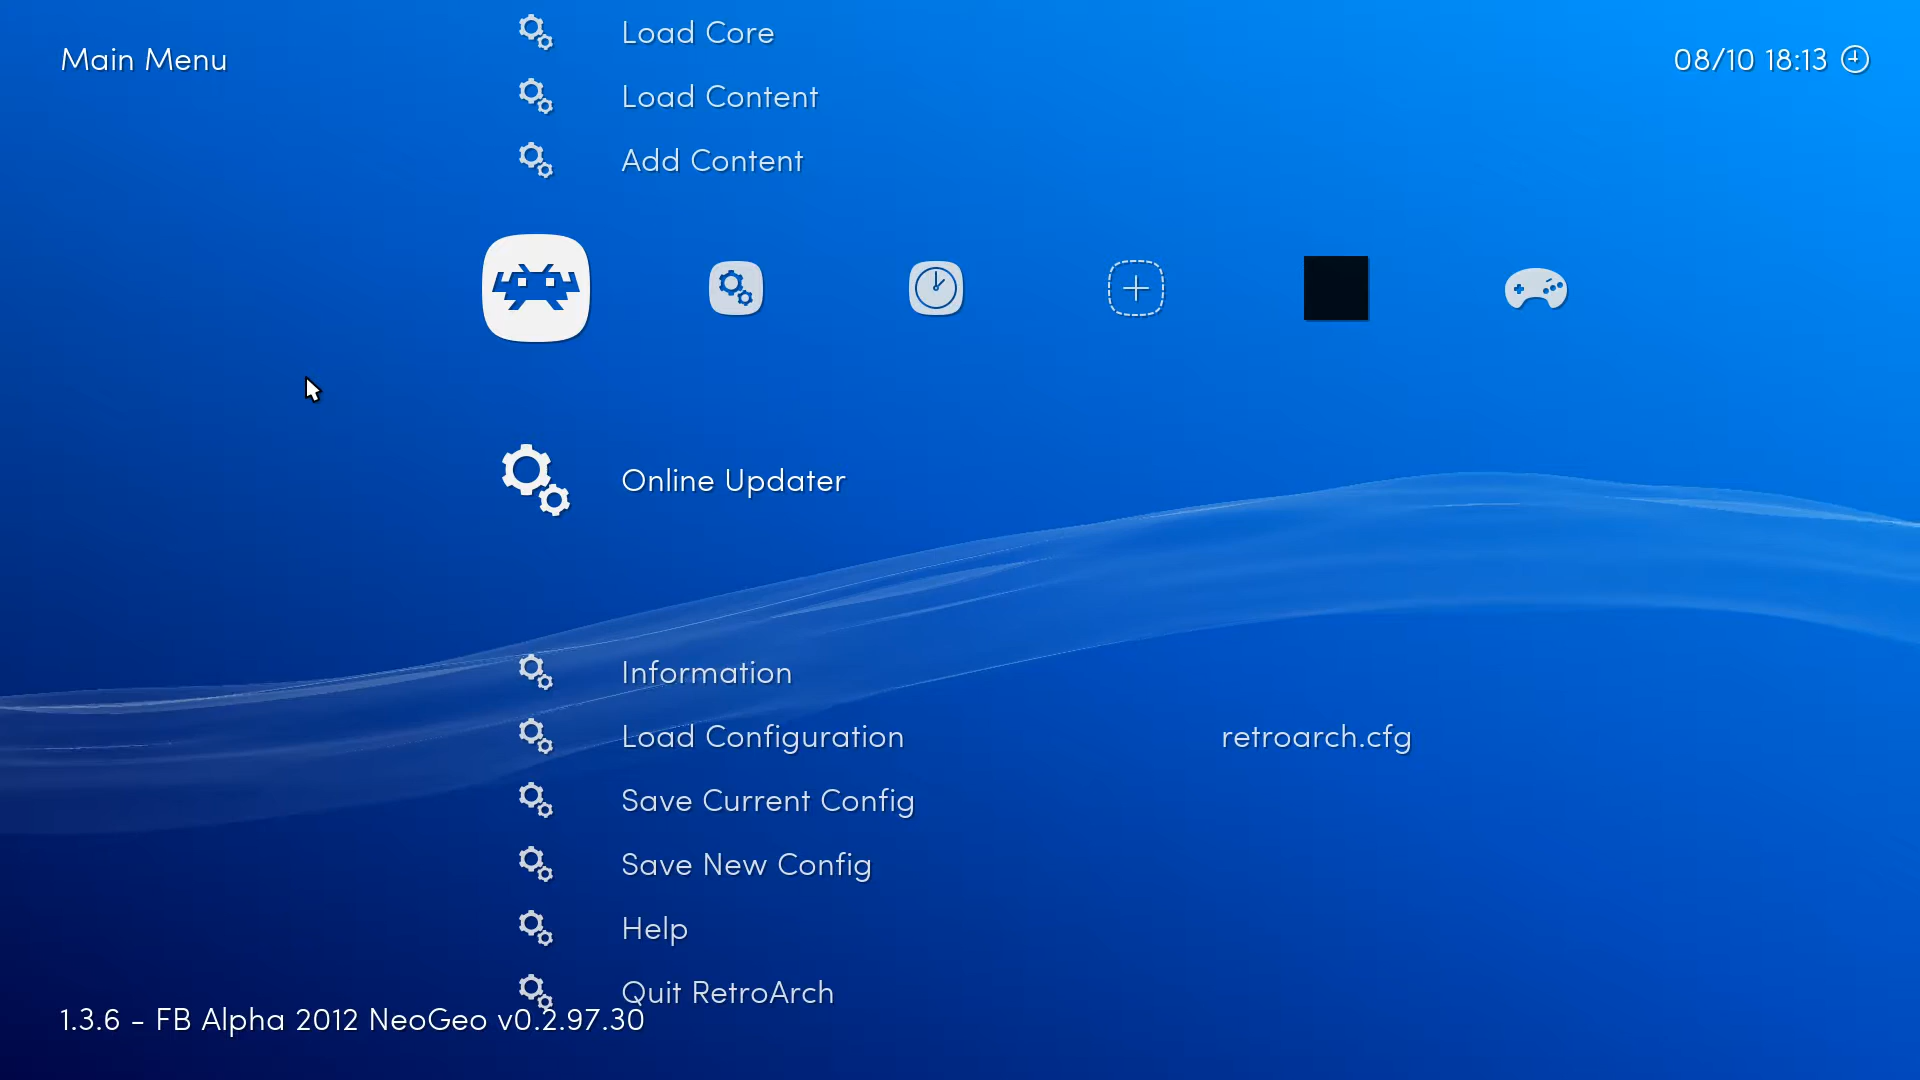 Load Core
Main Menu
08/10 18:13
Load Content
Add Content
Online Updater
Information
Load Configuration retroarch.cfg
Save Current Config
Save New Config
Help
Quit RetroArch
1.3.6 - FB Alpha 2012 NeoGeo v0.2.97.30